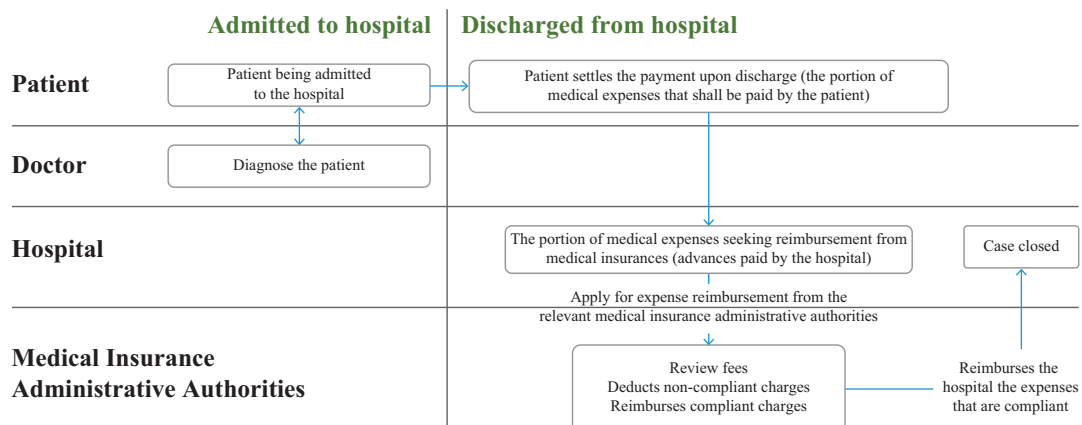 Admitted to hospital
Discharged from hospital
Patient
Patient being admitted
to the hospital
Patient settles the payment upon discharge (the portion of
medical expenses that shall be paid by the patient)
Doctor
Diagnose the patient
Hospital
The portion of medical expenses seeking reimbursement from
medical insurances (advances paid by the hospital)
Case closed
Apply for expense reimbursement from the
relevant medical insurance administrative authorities
Medical Insurance
Administrative Authorities
Review fees
Deducts non-compliant charges
Reimburses compliant charges
Reimburses the
hospital the expenses
that are compliant